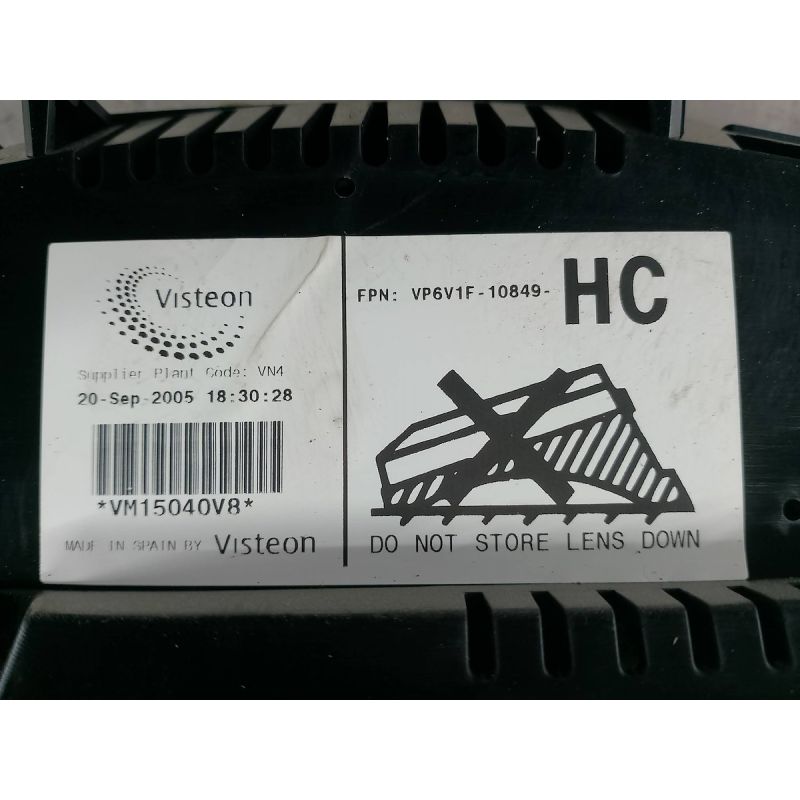 Visteon
Supplier Plant Code: VN4
20-Sep-2005 18:30:28
*VM15040V8*
MADE IN SPAIN BY Visteon
FPN: VP6V1F-10849- HC
DO NOT STORE LENS DOWN